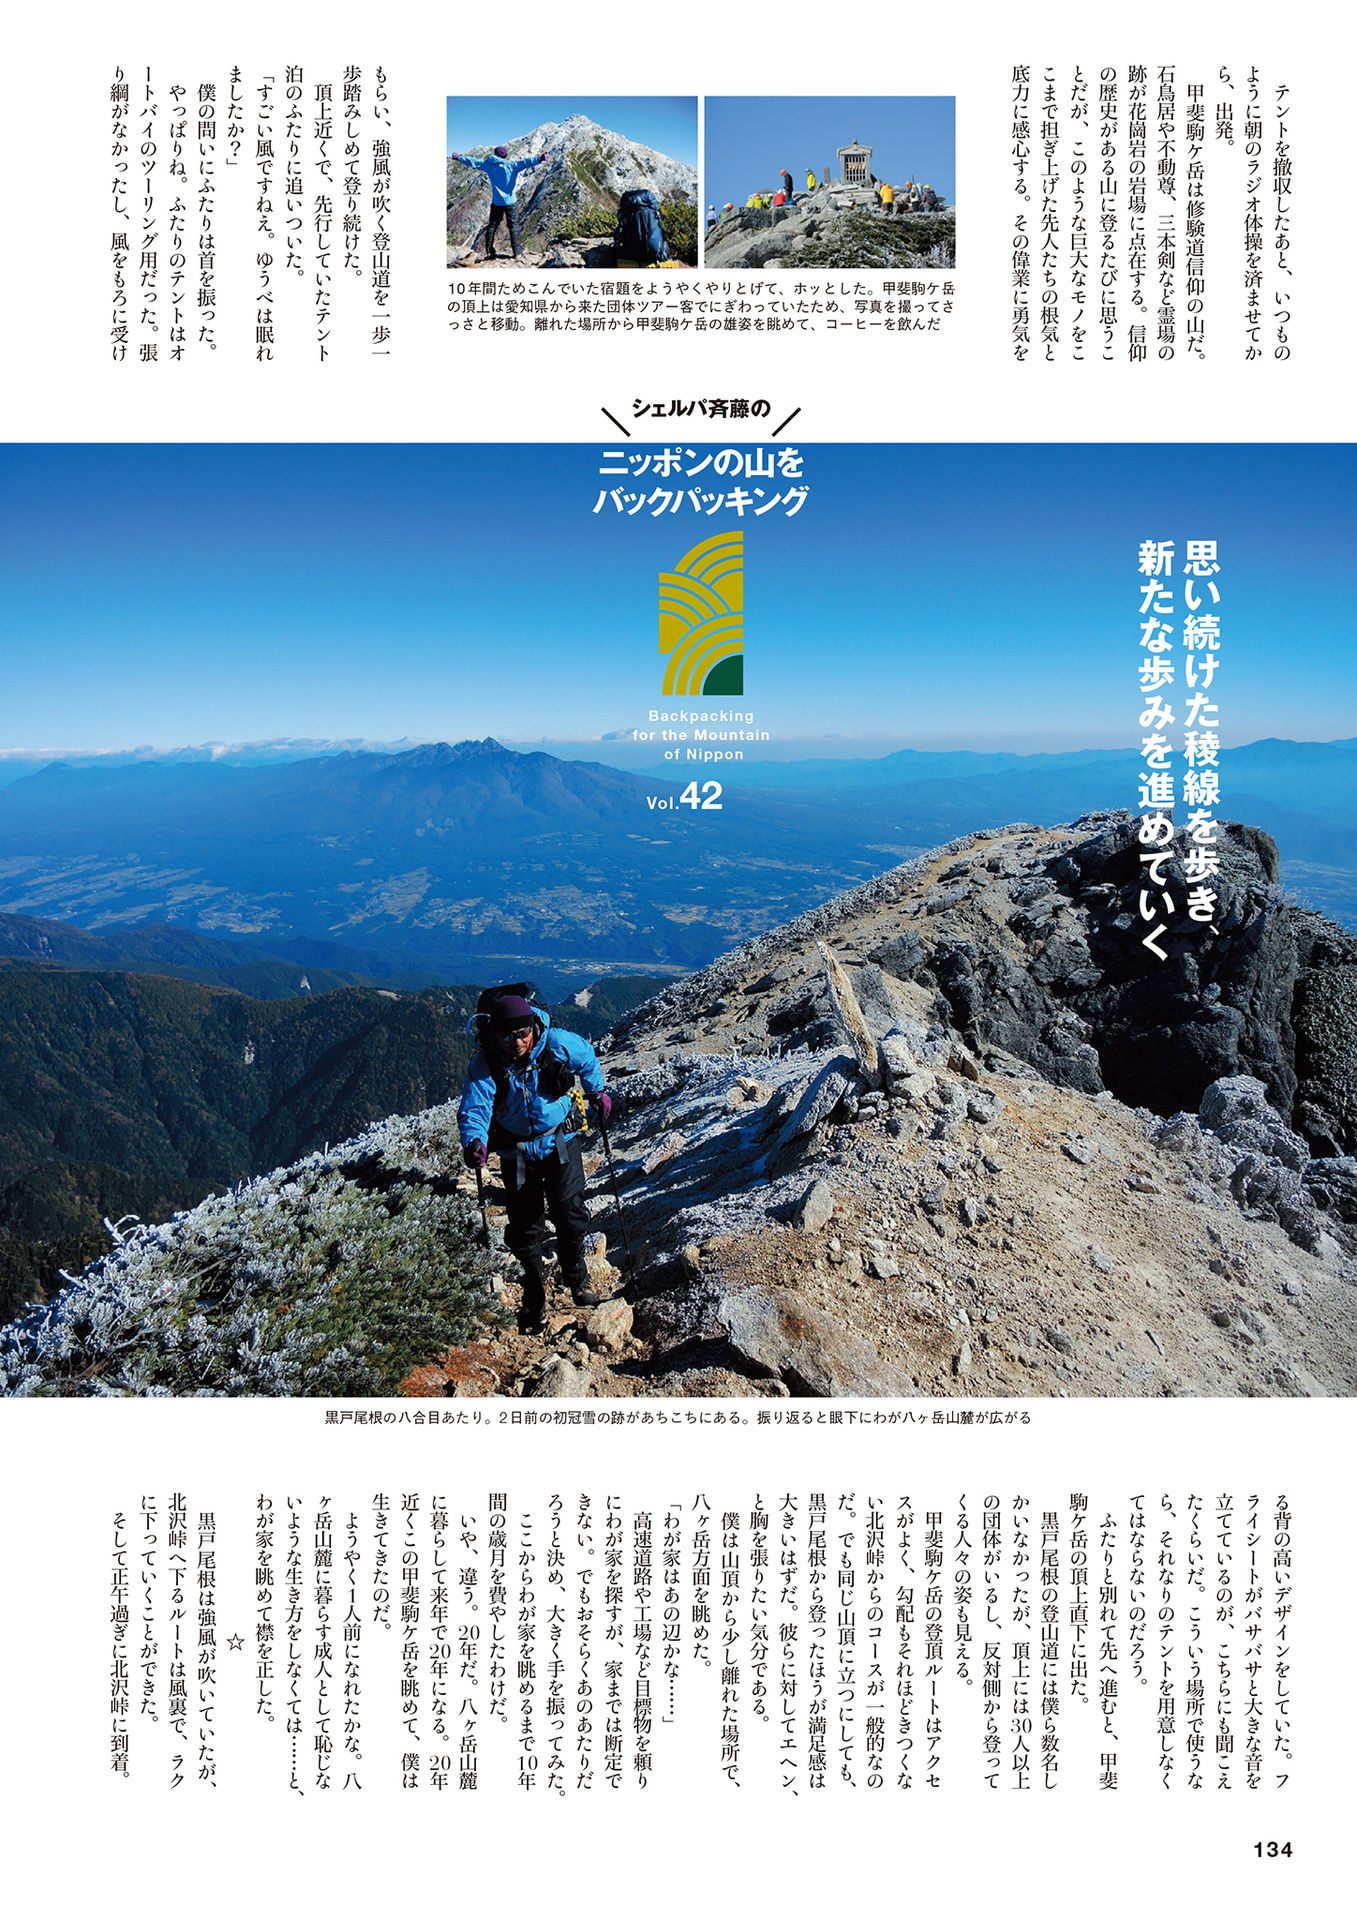 テントを撤収したあと、いつもの
ように朝のラジオ体操を済ませてか
ら、出発。
甲斐駒ケ岳は修験道信仰の山だ。
石鳥居や不動尊、三本剣など霊場の
跡が花崗岩の岩場に点在する。信仰
の歴史がある山に登るたびに思うこ
とだが、このような巨大なモノをこ
こまで担ぎ上げた先人たちの根気と
底力に感心する。その偉業に勇気を
もらい、強風が吹く登山道を一歩一
歩踏みしめて登り続けた。
頂上近くで、先行していたテント
泊のふたりに追いついた。
「すごい風ですねえ。ゆうべは眠れ
ましたか?」
僕の問いにふたりは首を振った。
やっぱりね。ふたりのテントはオ
ートバイのツーリング用だった。張
り綱がなかったし、風をもろに受け
10年間ためこんでいた宿題をようやくやりとげて、ホッとした。甲斐駒ケ岳
の頂上は愛知県から来た団体ツアー客でにぎわっていたため、写真を撮ってさ
っさと移動。離れた場所から甲斐駒ケ岳の雄姿を眺めて、コーヒーを飲んだ
シェルパ斉藤の
ニッポンの山を
バックパッキング
Backpacking
for the Mountain
of Nippon
Vol.42
思い続けた稜線を歩き、
新たな歩みを進めていく
黒戸尾根の八合目あたり。2日前の初冠雪の跡があちこちにある。振り返ると眼下にわが八ヶ岳山麓が広がる
る背の高いデザインをしていた。フ
ライシートがバサバサと大きな音を
立てているのが、こちらにも聞こえ
たくらいだ。こういう場所で使うな
ら、それなりのテントを用意しなく
てはならないのだろう。
ふたりと別れて先へ進むと、甲斐
駒ケ岳の頂上直下に出た。
黒戸尾根の登山道には僕ら数名し
かいなかったが、頂上には30人以上
の団体がいるし、反対側から登って
くる人々の姿も見える。
甲斐駒ケ岳の登頂ルートはアクセ
スがよく、勾配もそれほどきつくな
い北沢峠からのコースが一般的なの
だ。でも同じ山頂に立つにしても、
黒戸尾根から登ったほうが満足感は
大きいはずだ。彼らに対してエヘン、
と胸を張りたい気分である。
僕は山頂から少し離れた場所で、
八ヶ岳方面を眺めた。
「わが家はあの辺かな……」
高速道路や工場など目標物を頼り
にわが家を探すが、家までは断定で
きない。でもおそらくあのあたりだ
ろうと決め、大きく手を振ってみた。
ここからわが家を眺めるまで10年
間の歳月を費やしたわけだ。
いや、違う。20年だ。八ヶ岳山麓
に暮らして来年で20年になる。20年
近くこの甲斐駒ケ岳を眺めて、僕は
生きてきたのだ。
ようやく1人前になれたかな。八
ヶ岳山麓に暮らす成人として恥じな
いような生き方をしなくては……と、
わが家を眺めて襟を正した。
☆
黒戸尾根は強風が吹いていたが、
北沢峠へ下るルートは風裏で、ラク
に下っていくことができた。
そして正午過ぎに北沢峠に到着。
134